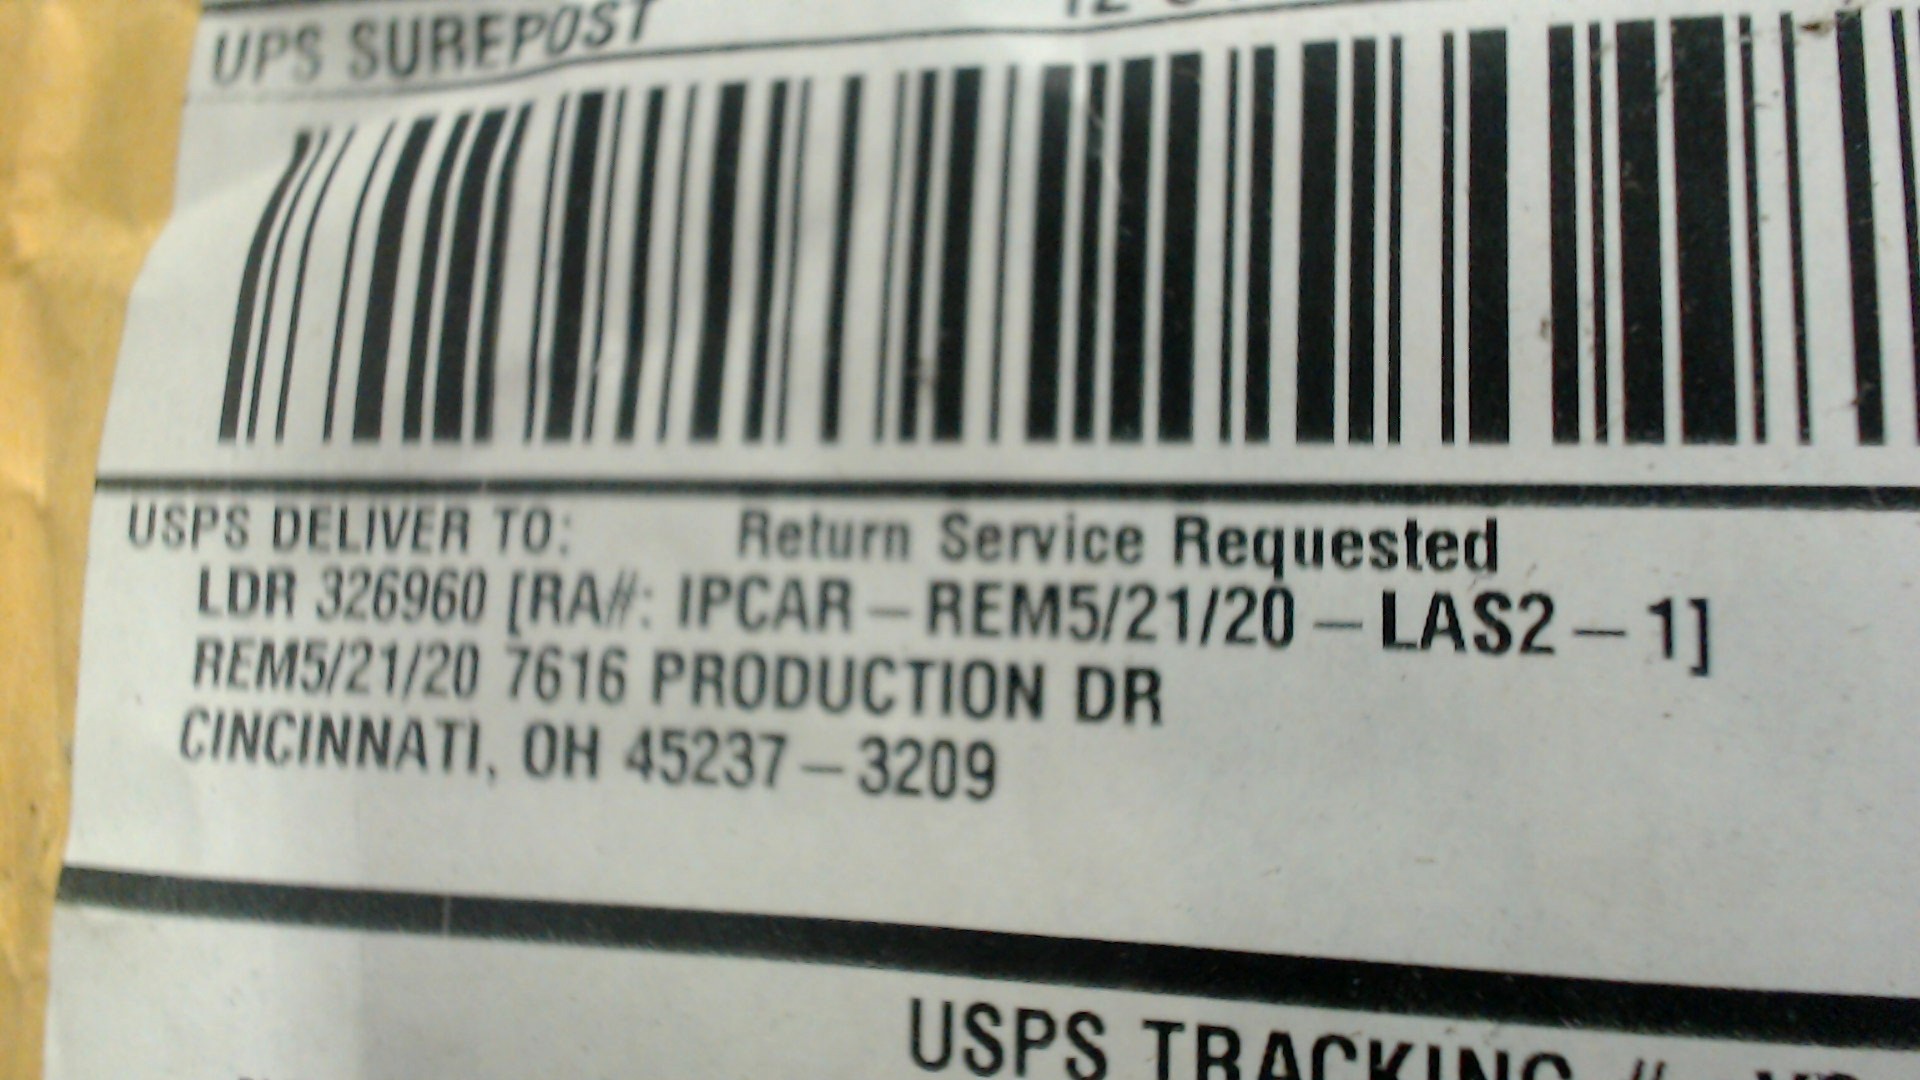 UPS SUREPOST
USPS DELIVER TO: Return Service Requested
LDR 326960 [RA#: IPCAR-REM5/21/20-LAS2-1]
REM5/21/20 7616 PRODUCTION DR
CINCINNATI, OH 45237-3209
USPS TRACKING #